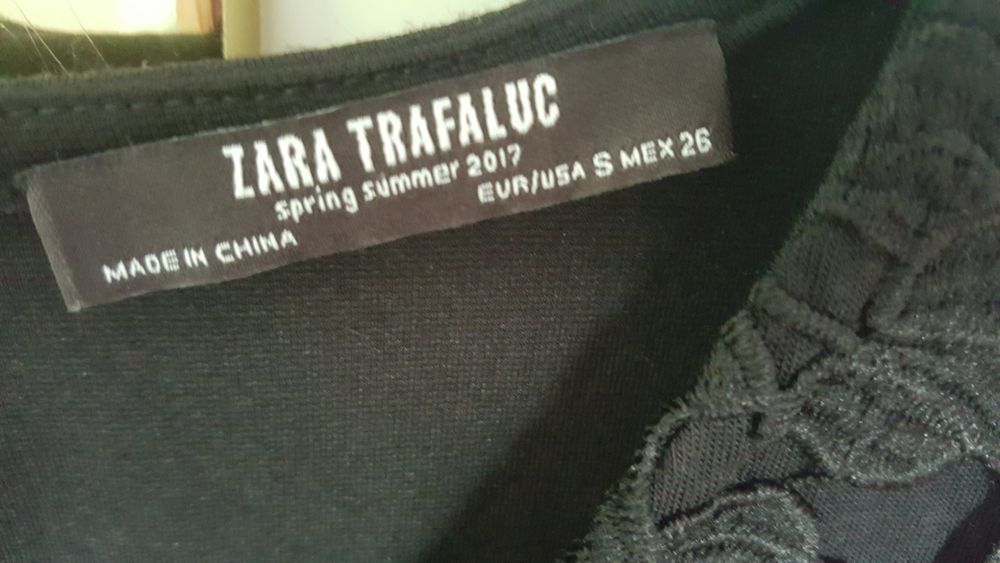 ZARA TRAFALUC
spring summer 2017
EUR/USA S MEX 26
MADE IN CHINA